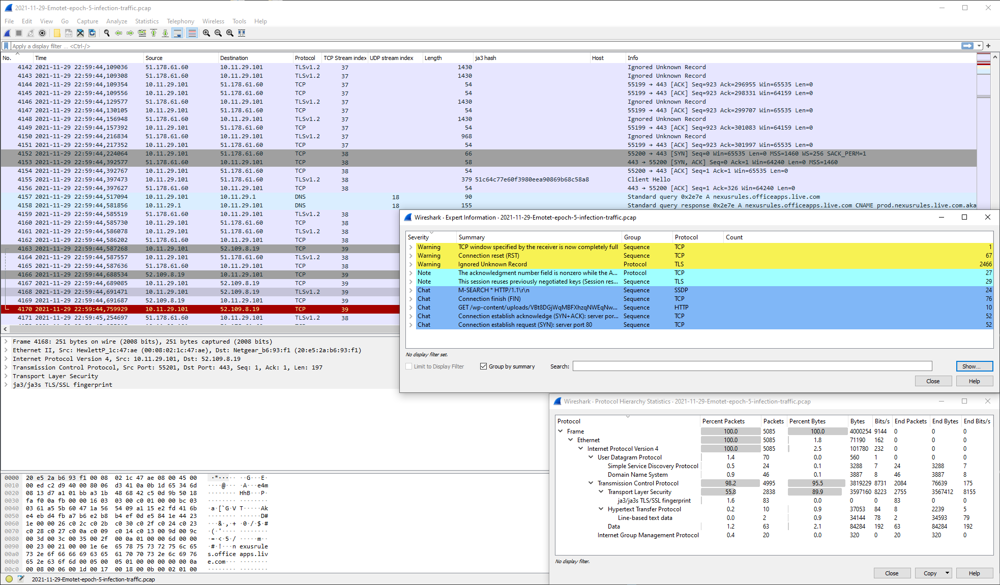 2021-11-29-Emotet-epoch-5-infection-traffic.pcap
File Edit View Go Capture Analyze Statistics Telephony Wireless Tools Help
Apply a display filter ... <Ctrl-/>
No. Time Source Destination Protocol TCP Stream index UDP stream index Length ja3 hash Host Info
4142 2021-11-29 22:59:44,109036 51.178.61.60 10.11.29.101 TLSv1.2 37 1430 Ignored Unknown Record
4143 2021-11-29 22:59:44,109308 51.178.61.60 10.11.29.101 TLSv1.2 37 1430 Ignored Unknown Record
4144 2021-11-29 22:59:44,109354 10.11.29.101 51.178.61.60 TCP 37 54 55199 → 443 [ACK] Seq=923 Ack=296955 Win=65535 Len=0
4145 2021-11-29 22:59:44,109556 10.11.29.101 51.178.61.60 TCP 37 54 55199 → 443 [ACK] Seq=923 Ack=298331 Win=64159 Len=0
4146 2021-11-29 22:59:44,129577 51.178.61.60 10.11.29.101 TLSv1.2 37 1430 Ignored Unknown Record
4147 2021-11-29 22:59:44,130105 10.11.29.101 51.178.61.60 TCP 37 54 55199 → 443 [ACK] Seq=923 Ack=299707 Win=65535 Len=0
4148 2021-11-29 22:59:44,156948 51.178.61.60 10.11.29.101 TLSv1.2 37 1430 Ignored Unknown Record
4149 2021-11-29 22:59:44,157392 10.11.29.101 51.178.61.60 TCP 37 54 55199 → 443 [ACK] Seq=923 Ack=301083 Win=64159 Len=0
4150 2021-11-29 22:59:44,216834 51.178.61.60 10.11.29.101 TLSv1.2 37 968 Ignored Unknown Record
4151 2021-11-29 22:59:44,217352 10.11.29.101 51.178.61.60 TCP 37 54 55199 → 443 [ACK] Seq=923 Ack=301997 Win=65535 Len=0
4152 2021-11-29 22:59:44,224064 10.11.29.101 51.178.61.60 TCP 38 66 55200 → 443 [SYN] Seq=0 Win=65535 Len=0 MSS=1460 WS=256 SACK_PERM=1
4153 2021-11-29 22:59:44,392577 51.178.61.60 10.11.29.101 TCP 38 58 443 → 55200 [SYN, ACK] Seq=0 Ack=1 Win=64240 Len=0 MSS=1460
4154 2021-11-29 22:59:44,392767 10.11.29.101 51.178.61.60 TCP 38 54 55200 → 443 [ACK] Seq=1 Ack=1 Win=65535 Len=0
4155 2021-11-29 22:59:44,397473 10.11.29.101 51.178.61.60 TLSv1.2 38 379 51c64c77e60f3980eea90869b68c58a8 Client Hello
4156 2021-11-29 22:59:44,397627 51.178.61.60 10.11.29.101 TCP 38 54 443 → 55200 [ACK] Seq=1 Ack=326 Win=64240 Len=0
4157 2021-11-29 22:59:44,517094 10.11.29.101 10.11.29.1 DNS 18 90 Standard query 0x2e7e A nexusrules.officeapps.live.com
4158 2021-11-29 22:59:44,581856 10.11.29.1 10.11.29.101 DNS 18 155 Standard query response 0x2e7e A nexusrules.officeapps.live.com CNAME prod.nexusrules.live.com.aka
4159 2021-11-29 22:59:44,585519 51.178.61.60 10.11.29.101 TLSv1.2 38
4160 2021-11-29 22:59:44,585730 10.11.29.101 51.178.61.60 TCP 38
4161 2021-11-29 22:59:44,586078 10.11.29.101 51.178.61.60 TLSv1.2 38
4162 2021-11-29 22:59:44,586202 51.178.61.60 10.11.29.101 TCP 38
4163 2021-11-29 22:59:44,587268 10.11.29.101 52.109.8.19 TCP 39
4164 2021-11-29 22:59:44,587557 51.178.61.60 10.11.29.101 TLSv1.2 38
4165 2021-11-29 22:59:44,587636 10.11.29.101 51.178.61.60 TCP 38
4166 2021-11-29 22:59:44,688534 52.109.8.19 10.11.29.101 TCP 39
4167 2021-11-29 22:59:44,689085 10.11.29.101 52.109.8.19 TCP 39
4168 2021-11-29 22:59:44,691471 10.11.29.101 52.109.8.19 TLSv1.2 39
4169 2021-11-29 22:59:44,691687 52.109.8.19 10.11.29.101 TCP 39
4170 2021-11-29 22:59:44,759929 10.11.29.101 52.109.8.19 TCP 39
4171 2021-11-29 22:59:45,254697 51.178.61.60 10.11.29.101 TLSv1.2 38
Wireshark · Expert Information · 2021-11-29-Emotet-epoch-5-infection-traffic.pcap
Severity Summary Group Protocol Count
Warning TCP window specified by the receiver is now completely full Sequence TCP 1
Warning Connection reset (RST) Sequence TCP 67
Warning Ignored Unknown Record Protocol TLS 2466
Note The acknowledgment number field is nonzero while the A... Protocol TCP 27
Note This session reuses previously negotiated keys (Session res... Sequence TLS 29
Chat M-SEARCH * HTTP/1.1\r\n Sequence SSDP 24
Chat Connection finish (FIN) Sequence TCP 76
Chat GET /wp-content/uploads/VBt8DGjWqMBFXhzqNWEqNw... Sequence HTTP 10
Chat Connection establish acknowledge (SYN+ACK): server por... Sequence TCP 52
Chat Connection establish request (SYN): server port 80 Sequence TCP 52
No display filter set.
Limit to Display Filter Group by summary Search: Show...
Close Help
Frame 4168: 251 bytes on wire (2008 bits), 251 bytes captured (2008 bits)
Ethernet II, Src: HewlettP_1c:47:ae (00:08:02:1c:47:ae), Dst: Netgear_b6:93:f1 (20:e5:2a:b6:93:f1)
Internet Protocol Version 4, Src: 10.11.29.101, Dst: 52.109.8.19
Transmission Control Protocol, Src Port: 55201, Dst Port: 443, Seq: 1, Ack: 1, Len: 197
Transport Layer Security
ja3/ja3s TLS/SSL fingerprint
Wireshark · Protocol Hierarchy Statistics · 2021-11-29-Emotet-epoch-5-infection-traffic.pcap
Protocol Percent Packets Packets Percent Bytes Bytes Bits/s End Packets End Bytes End Bits/s
Frame 100.0 5085 100.0 4000254 9144 0 0 0
Ethernet 100.0 5085 1.8 71190 162 0 0 0
Internet Protocol Version 4 100.0 5085 2.5 101780 232 0 0 0
User Datagram Protocol 1.4 70 0.0 560 1 0 0 0
Simple Service Discovery Protocol 0.5 24 0.1 3288 7 24 3288 7
Domain Name System 0.9 46 0.1 3887 8 46 3887 8
Transmission Control Protocol 98.2 4995 95.5 3819229 8731 2084 76639 175
Transport Layer Security 55.8 2838 89.9 3597160 8223 2755 3567412 8155
ja3/ja3s TLS/SSL fingerprint 1.6 83 0.0 0 0 83 0 0
Hypertext Transfer Protocol 0.2 10 0.9 37053 84 8 2239 5
Line-based text data 0.0 2 0.9 34144 78 2 34593 79
Data 1.2 63 2.1 84284 192 63 84284 192
Internet Group Management Protocol 0.4 20 0.0 320 0 20 320 0
No display filter.
Close Copy Help
0000 20 e5 2a b6 93 f1 00 08 02 1c 47 ae 08 00 45 00 ·*····· ··G···E·
0010 00 ed c2 d9 40 00 80 06 d3 41 0a 0b 1d 65 34 6d ····@··· ·A···e4m
0020 08 13 d7 a1 01 bb a3 1b 48 68 42 c5 0d 9b 50 18 ········ HhB···P·
0030 fa f0 0a fb 00 00 16 03 03 00 c0 01 00 00 bc 03 ········ ········
0040 03 61 a5 5b 60 47 1a 56 54 09 a1 15 e2 fd 41 6b ·a·[`G·V T·····Ak
0050 e4 eb d4 fb a7 b6 e2 b8 b4 ef 0d e5 84 1e 44 23 ········ ······D#
0060 1e 00 00 26 c0 2c c0 2b c0 30 c0 2f c0 24 c0 23 ···&·,·+ ·0·/·$·#
0070 c0 28 c0 27 c0 0a c0 09 c0 14 c0 13 00 9d 00 9c ·(·'···· ········
0080 00 3d 00 3c 00 35 00 2f 00 0a 01 00 00 6d 00 00 ·=·<·5·/ ·····m··
0090 00 23 00 21 00 00 1e 6e 65 78 75 73 72 75 6c 65 ·#·!···n exusrule
00a0 73 2e 6f 66 66 69 63 65 61 70 70 73 2e 6c 69 76 s.office apps.liv
00b0 65 2e 63 6f 6d 00 05 00 05 01 00 00 00 00 00 0a e.com··· ········
00c0 00 08 00 06 00 1d 00 17 00 18 00 0b 00 02 01 00 ········ ········
2021-11-29-Emotet-epoch-5-infection-traffic.pcap